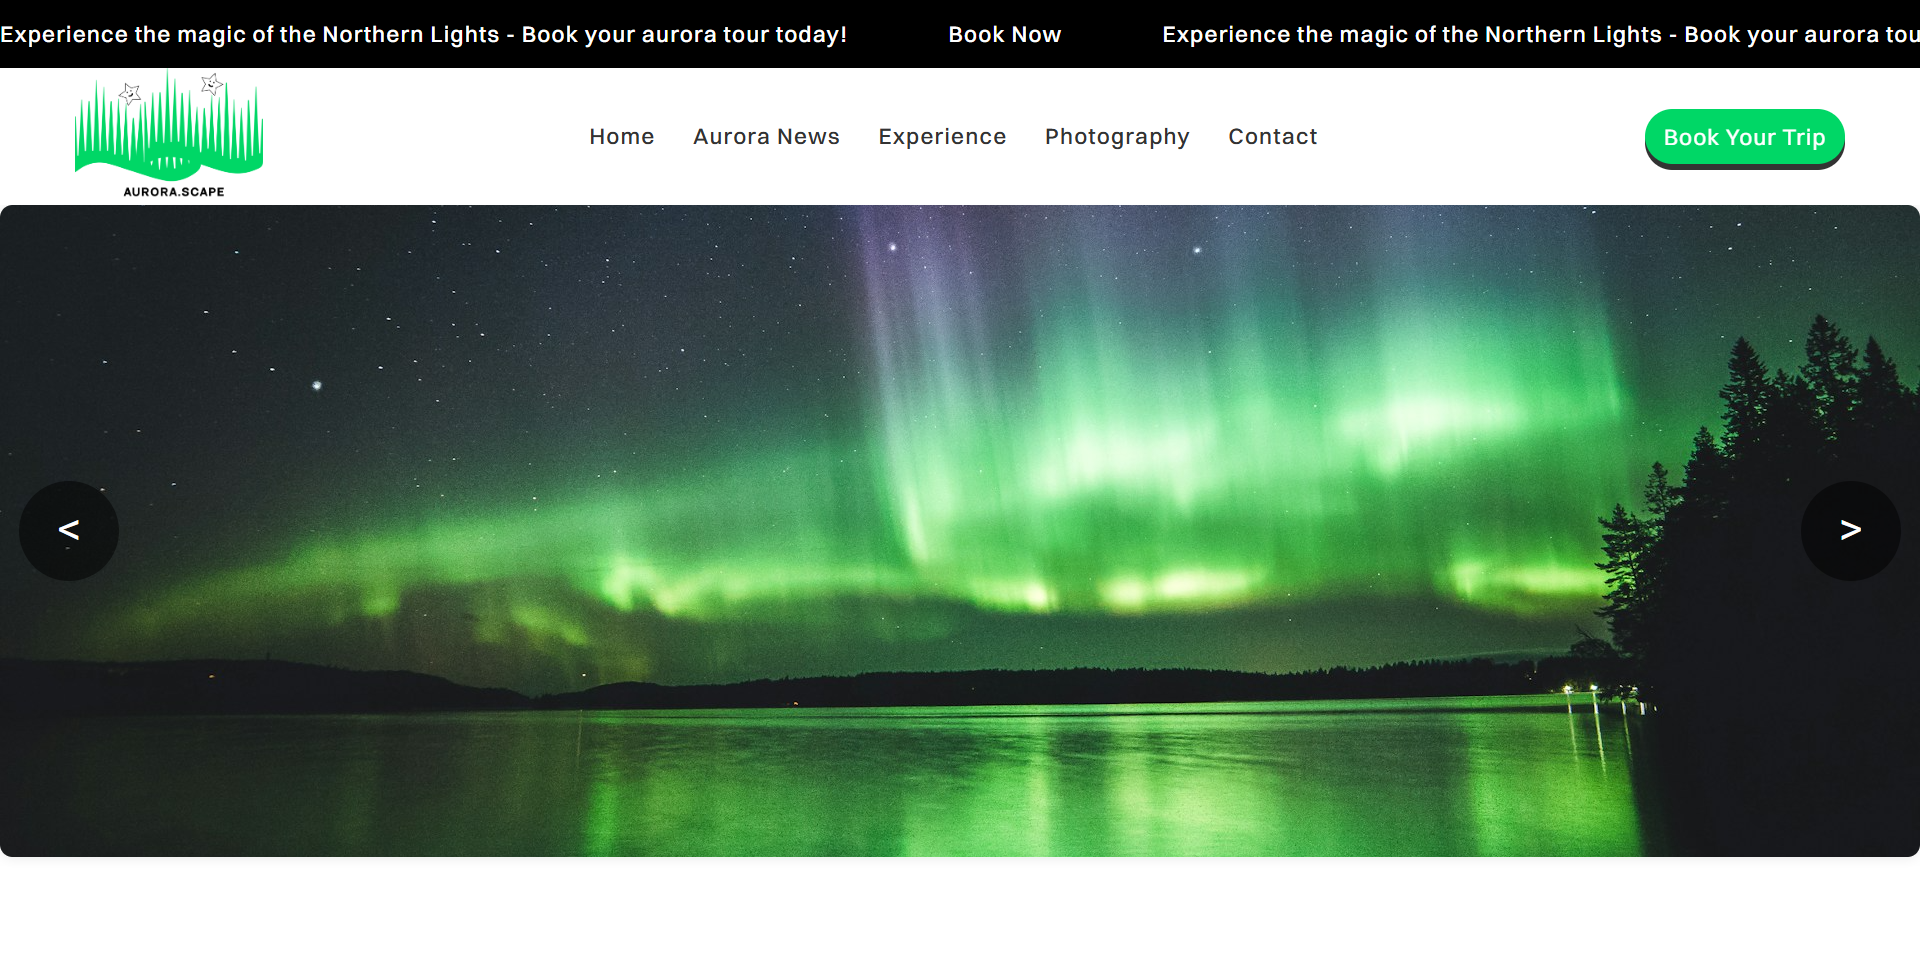 Experience the magic of the Northern Lights - Book your aurora tour today! Book Now Experience the magic of the Northern Lights - Book your aurora tou
AURORA.SCAPE
Home Aurora News Experience Photography Contact
Book Your Trip
< >